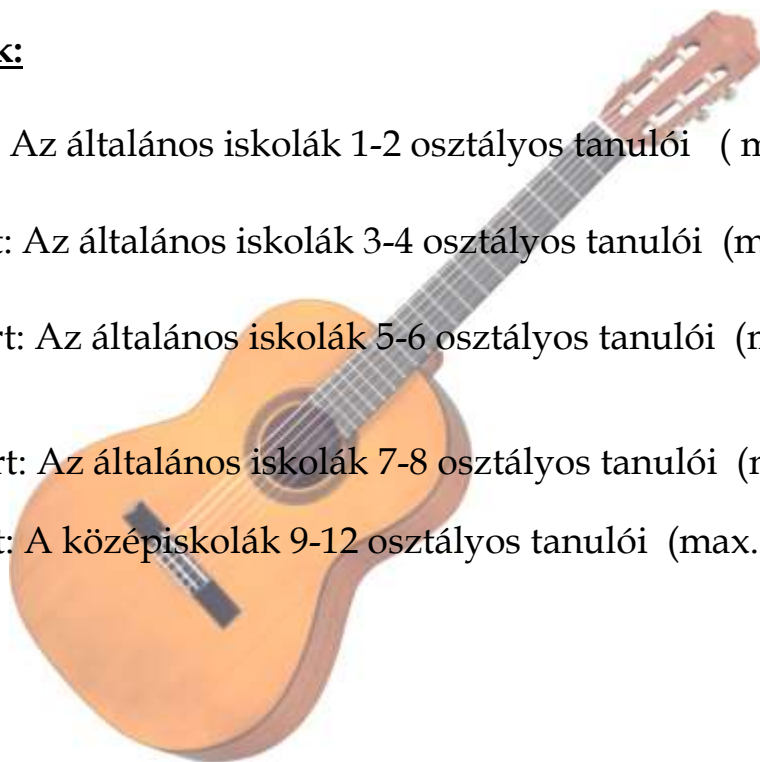 k:
: Az általános iskolák 1-2 osztályos tanulói ( m
t: Az általános iskolák 3-4 osztályos tanulói (m
rt: Az általános iskolák 5-6 osztályos tanulói (m
rt: Az általános iskolák 7-8 osztályos tanulói (m
t: A középiskolák 9-12 osztályos tanulói (max.